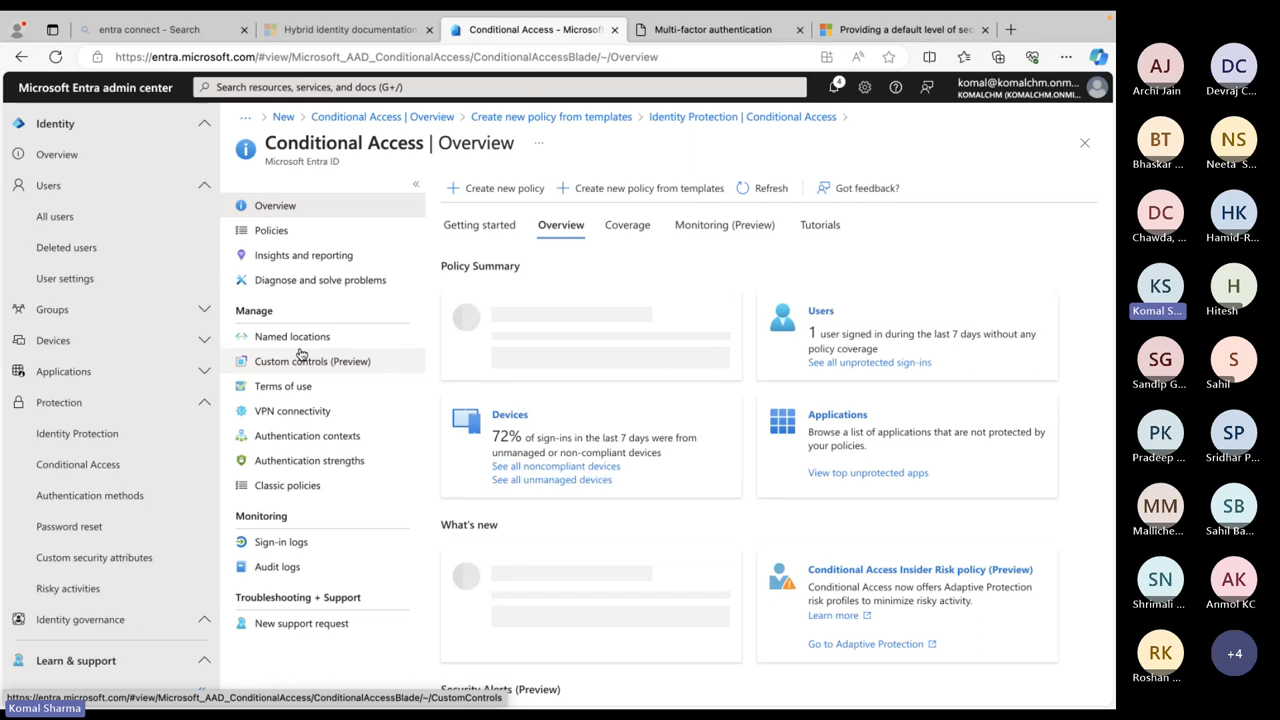 entra connect - Search
Hybrid identity documentation
Conditional Access - Microsof
Multi-factor authentication
Providing a default level of sec
https://entra.microsoft.com/#view/Microsoft_AAD_ConditionalAccess/ConditionalAccessBlade/~/Overview
Microsoft Entra admin center
Search resources, services, and docs (G+/)
4
komal@komalchm.onm...
KOMALCHM (KOMALCHM.ONMI...
Identity
Overview
Users
All users
Deleted users
User settings
Groups
Devices
Applications
Protection
Identity Protection
Conditional Access
Authentication methods
Password reset
Custom security attributes
Risky activities
Identity governance
Learn & support
... > New > Conditional Access | Overview > Create new policy from templates > Identity Protection | Conditional Access >
Conditional Access | Overview ...
Microsoft Entra ID
Overview
Policies
Insights and reporting
Diagnose and solve problems
Manage
Named locations
Custom controls (Preview)
Terms of use
VPN connectivity
Authentication contexts
Authentication strengths
Classic policies
Monitoring
Sign-in logs
Audit logs
Troubleshooting + Support
New support request
Create new policy
Create new policy from templates
Refresh
Got feedback?
Getting started
Overview
Coverage
Monitoring (Preview)
Tutorials
Policy Summary
Users
1 user signed in during the last 7 days without any
policy coverage
See all unprotected sign-ins
Devices
72% of sign-ins in the last 7 days were from
unmanaged or non-compliant devices
See all noncompliant devices
See all unmanaged devices
Applications
Browse a list of applications that are not protected by
your policies.
View top unprotected apps
What's new
Conditional Access Insider Risk policy (Preview)
Conditional Access now offers Adaptive Protection
risk profiles to minimize risky activity.
Learn more
Go to Adaptive Protection
Security Alerts (Preview)
https://entra.microsoft.com/#view/Microsoft_AAD_ConditionalAccess/ConditionalAccessBlade/~/CustomControls
Komal Sharma
AJ
Archi Jain
DC
Devraj C...
BT
Bhaskar ...
NS
Neeta S...
DC
Chawda, ...
HK
Hamid-R...
KS
Komal S...
H
Hitesh
SG
Sandip G...
S
Sahil
PK
Pradeep ...
SP
Sridhar P...
MM
Malliche...
SB
Sahil Ba...
SN
Shrimali ...
AK
Anmol KC
RK
Roshan ...
+4